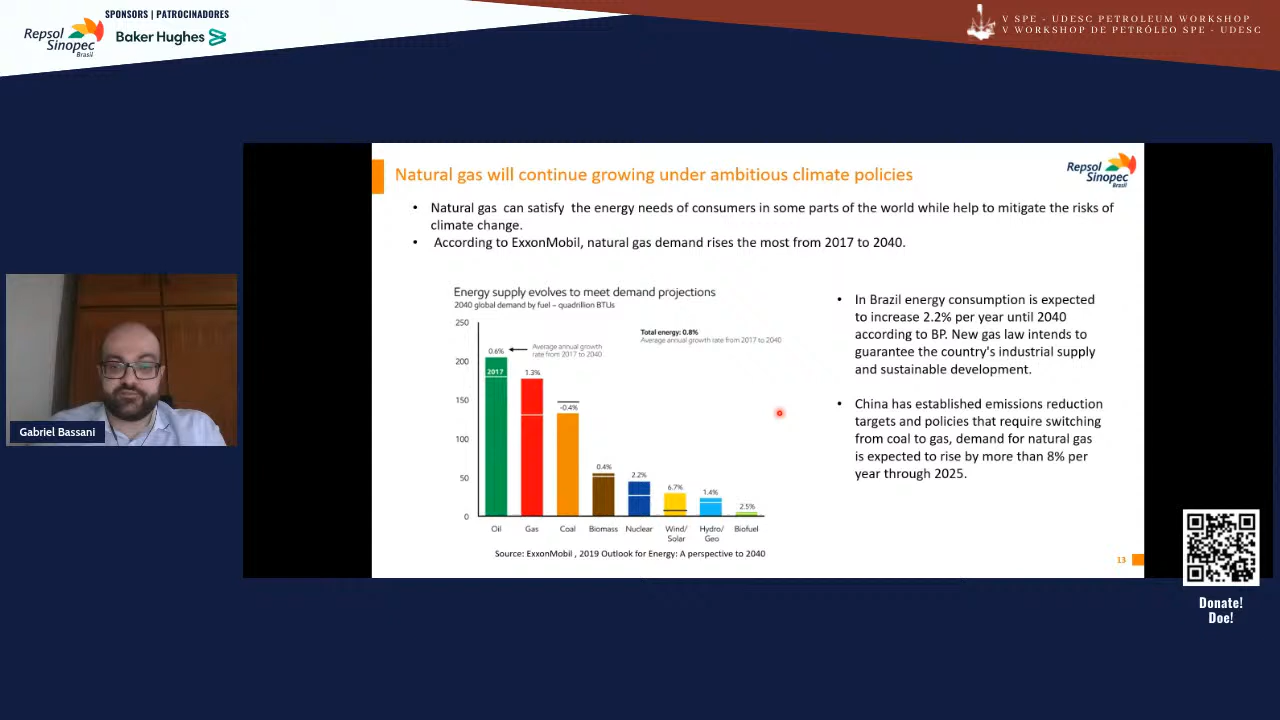 SPONSORS | PATROCINADORES
Repsol
Sinopec
Brasil
Baker Hughes
V SPE - UDESC PETROLEUM WORKSHOP
V WORKSHOP DE PETRÓLEO SPE - UDESC
Natural gas will continue growing under ambitious climate policies
Repsol
Sinopec
Brasil
• Natural gas can satisfy the energy needs of consumers in some parts of the world while help to mitigate the risks of
climate change.
• According to ExxonMobil, natural gas demand rises the most from 2017 to 2040.
Energy supply evolves to meet demand projections
2040 global demand by fuel – quadrillion BTUs
250
200
150
100
50
0
Total energy: 0.8%
Average annual growth rate from 2017 to 2040
0.6%
Average annual growth
rate from 2017 to 2040
2017
1.3%
-0.4%
0.4%
2.2%
6.7%
1.4%
2.5%
Oil
Gas
Coal
Biomass
Nuclear
Wind/
Solar
Hydro/
Geo
Biofuel
Source: ExxonMobil , 2019 Outlook for Energy: A perspective to 2040
• In Brazil energy consumption is expected
to increase 2.2% per year until 2040
according to BP. New gas law intends to
guarantee the country's industrial supply
and sustainable development.
• China has established emissions reduction
targets and policies that require switching
from coal to gas, demand for natural gas
is expected to rise by more than 8% per
year through 2025.
13
Gabriel Bassani
Donate!
Doe!